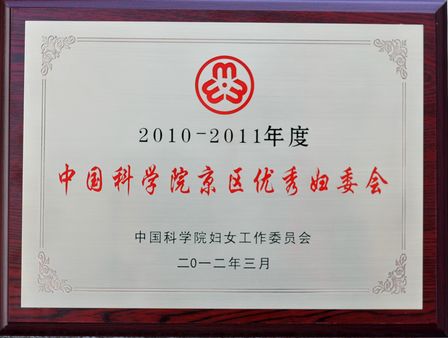 2010-2011年度
中国科学院京区优秀妇委会
中国科学院妇女工作委员会
二0一二年三月